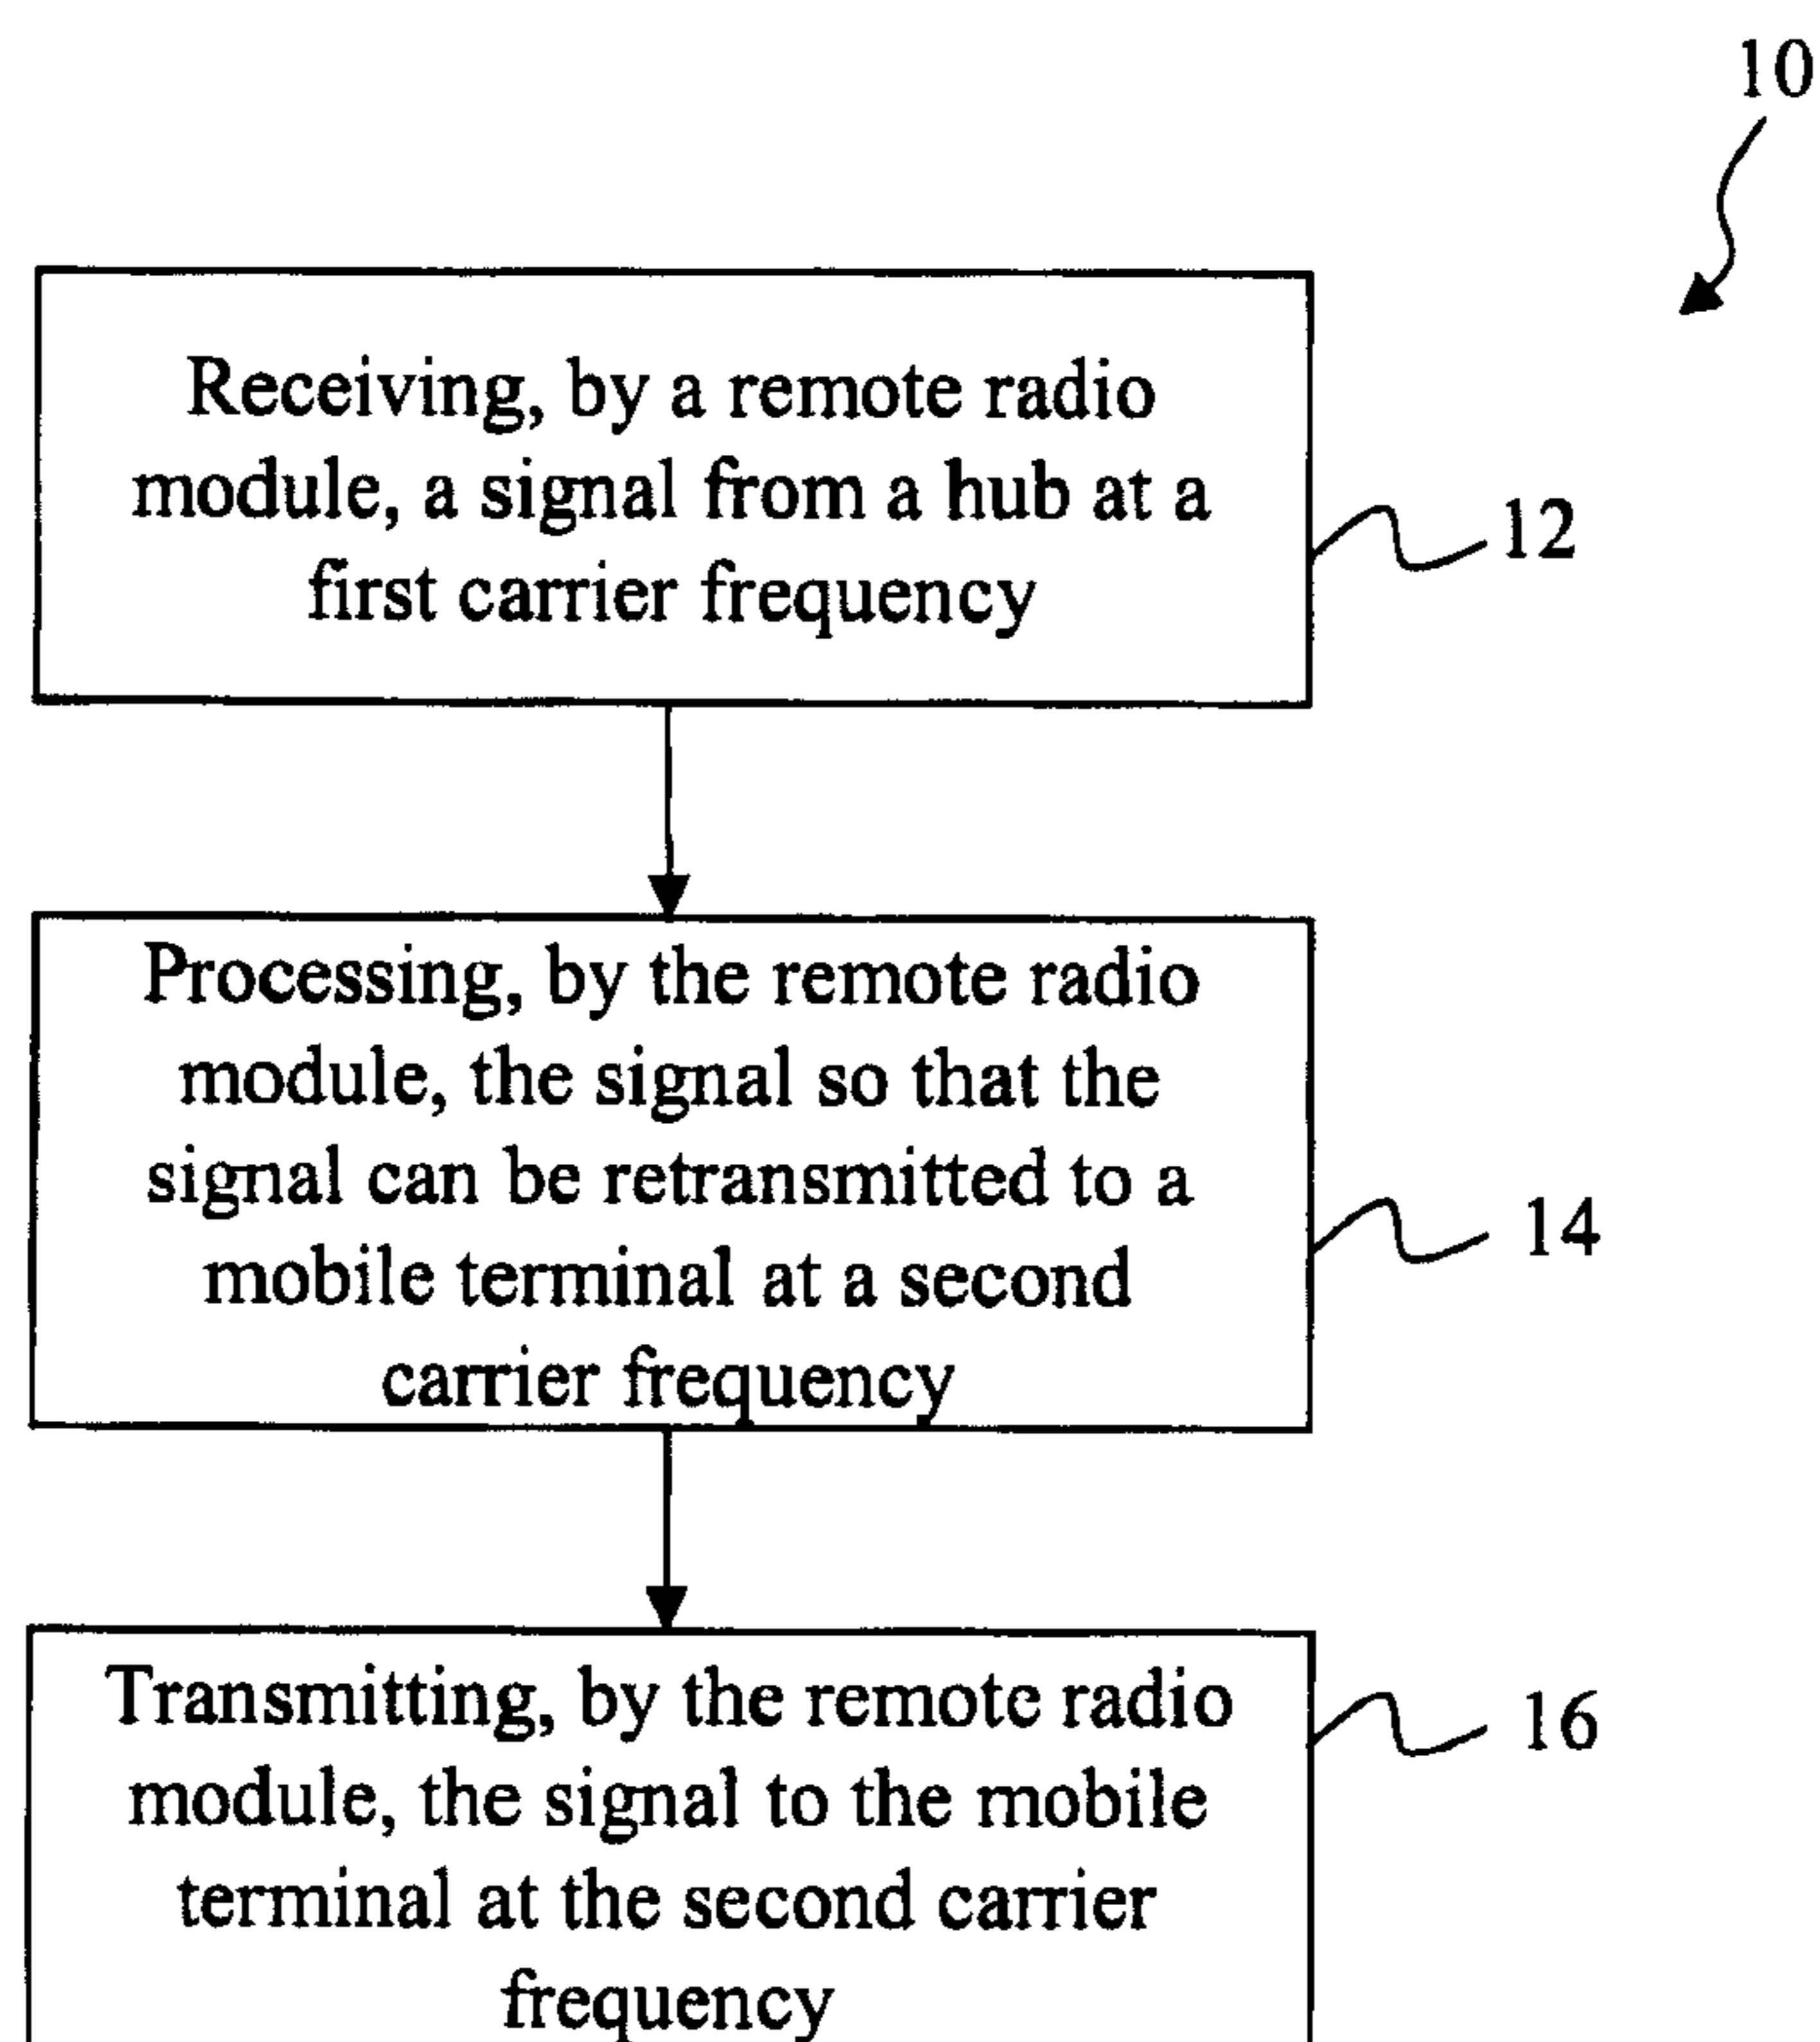 10
Receiving, by a remote radio
module, a signal from a hub at a
first carrier frequency
12
Processing, by the remote radio
module, the signal so that the
signal can be retransmitted to a
mobile terminal at a second
carrier frequency
14
Transmitting, by the remote radio
module, the signal to the mobile
terminal at the second carrier
frequency
16